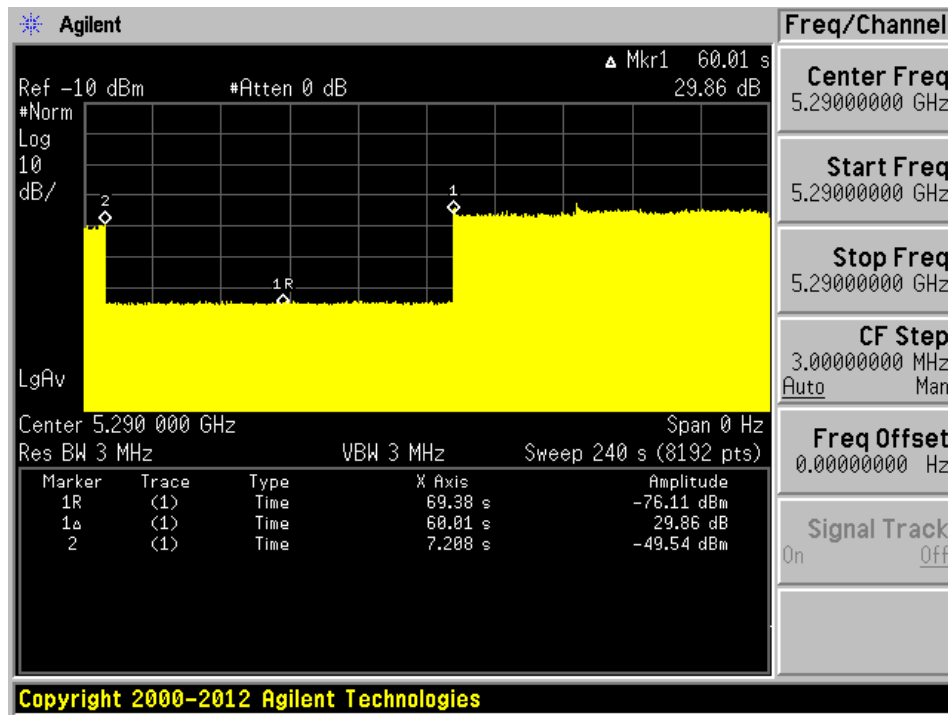 Agilent
Freq/Channel
Δ Mkr1 60.01 s
Ref -10 dBm #Atten 0 dB 29.86 dB
#Norm
Log
10
dB/
2
1
1R
LgAv
Center 5.290 000 GHz Span 0 Hz
Res BW 3 MHz VBW 3 MHz Sweep 240 s (8192 pts)
Marker Trace Type X Axis Amplitude
1R (1) Time 69.38 s -76.11 dBm
1Δ (1) Time 60.01 s 29.86 dB
2 (1) Time 7.208 s -49.54 dBm
Center Freq
5.29000000 GHz
Start Freq
5.29000000 GHz
Stop Freq
5.29000000 GHz
CF Step
3.00000000 MHz
Auto Man
Freq Offset
0.00000000 Hz
Signal Track
On Off
Copyright 2000-2012 Agilent Technologies